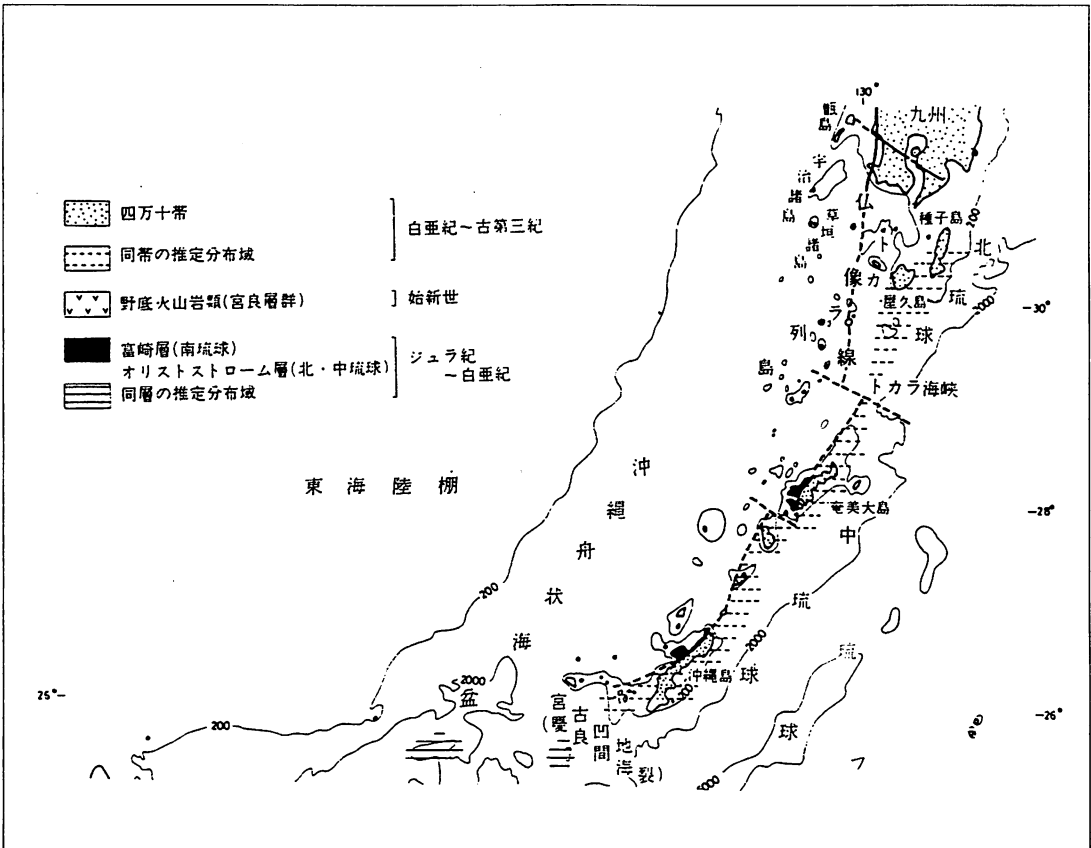 四万十帯
同帯の推定分布域
白亜紀～古第三紀
野底火山岩類(宮良層群)
始新世
富崎層(南琉球)
オリストストローム層(北・中琉球)
同層の推定分布域
ジュラ紀
～白亜紀
東海陸棚
沖縄舟状海盆
130°
九州
甑島
宇治諸島
草垣諸島
仏像線
トカラ列島
種子島
屋久島
北琉球
200
2000
-30°
トカラ海峡
奄美大島
-28°
中琉球
200
2000
沖縄島
琉球
25°-
-26°
200
2000
宮古凹地
(慶良間海裂)